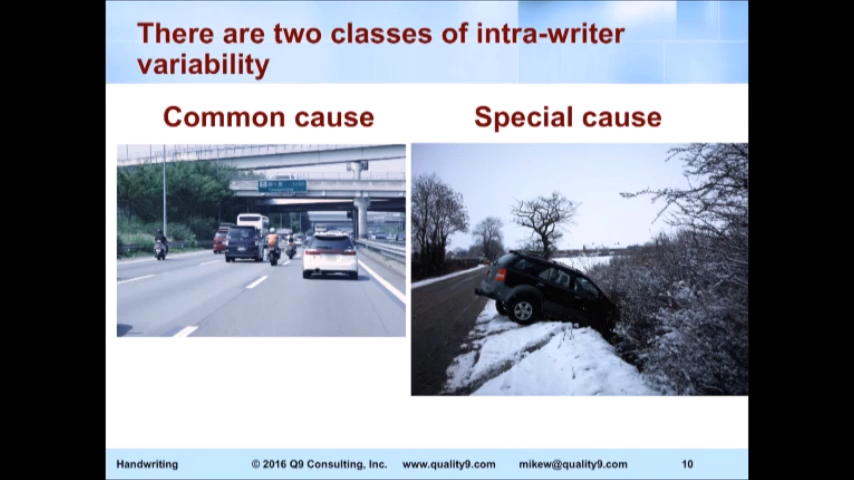 There are two classes of intra-writer
variability
Common cause
Special cause
Handwriting
© 2016 Q9 Consulting, Inc.
www.quality9.com
mikew@quality9.com
10